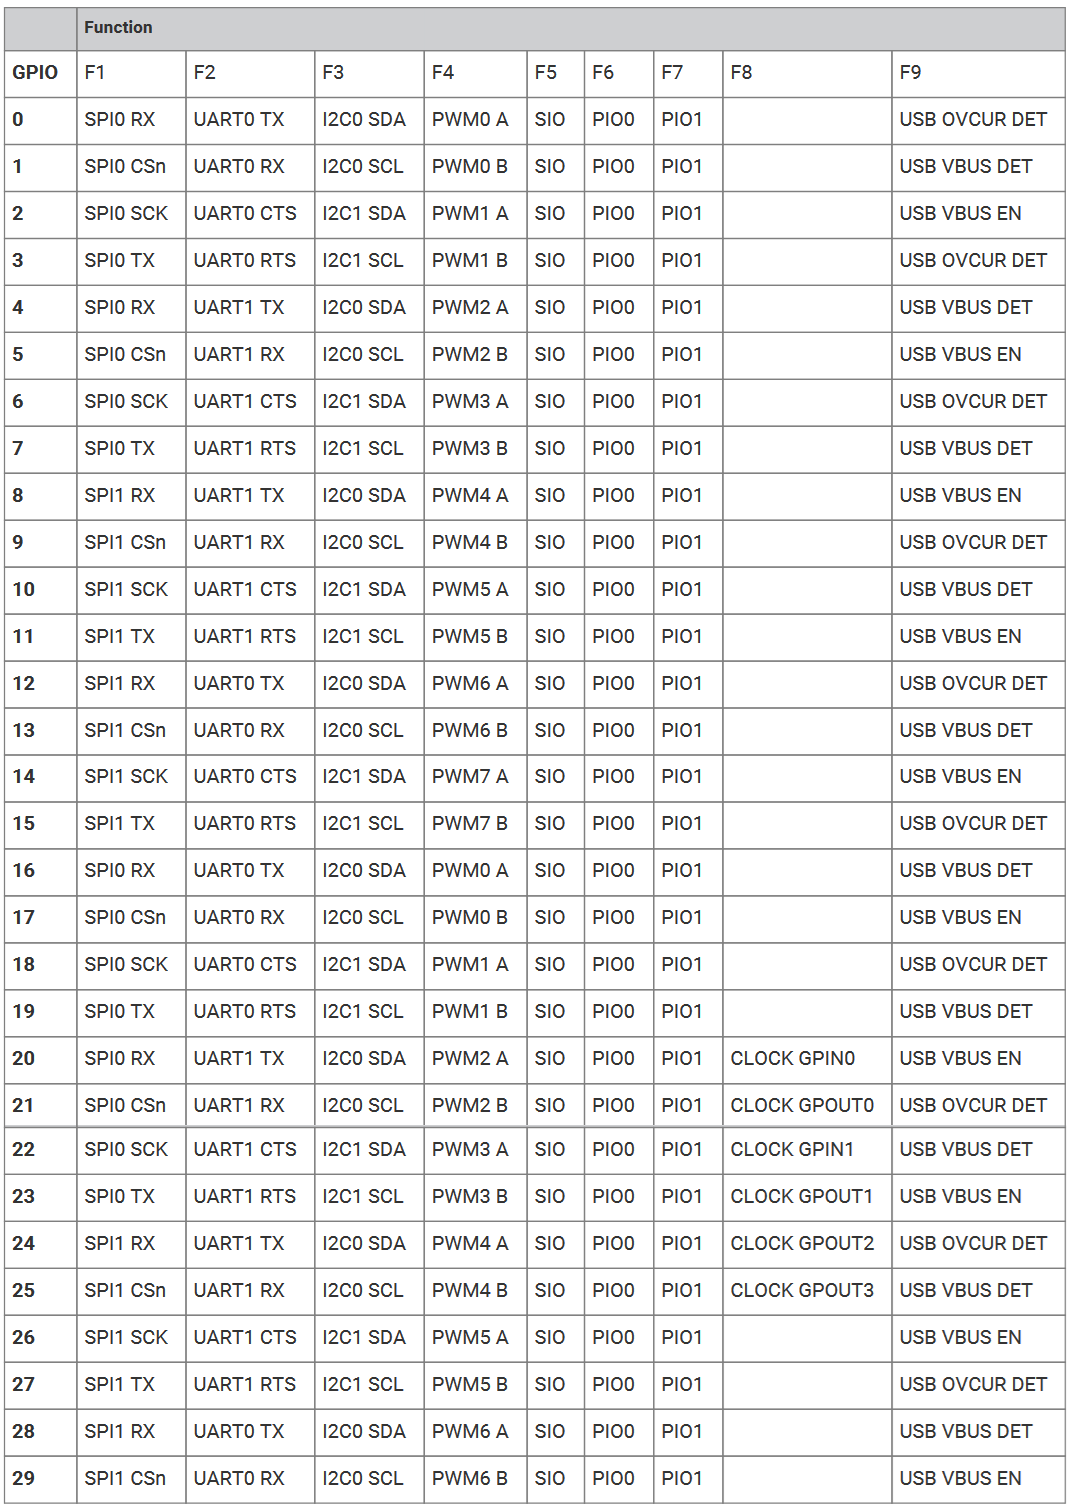 Function
GPIO F1 F2 F3 F4 F5 F6 F7 F8 F9
0 SPI0 RX UART0 TX I2C0 SDA PWM0 A SIO PIO0 PIO1 USB OVCUR DET
1 SPI0 CSn UART0 RX I2C0 SCL PWM0 B SIO PIO0 PIO1 USB VBUS DET
2 SPI0 SCK UART0 CTS I2C1 SDA PWM1 A SIO PIO0 PIO1 USB VBUS EN
3 SPI0 TX UART0 RTS I2C1 SCL PWM1 B SIO PIO0 PIO1 USB OVCUR DET
4 SPI0 RX UART1 TX I2C0 SDA PWM2 A SIO PIO0 PIO1 USB VBUS DET
5 SPI0 CSn UART1 RX I2C0 SCL PWM2 B SIO PIO0 PIO1 USB VBUS EN
6 SPI0 SCK UART1 CTS I2C1 SDA PWM3 A SIO PIO0 PIO1 USB OVCUR DET
7 SPI0 TX UART1 RTS I2C1 SCL PWM3 B SIO PIO0 PIO1 USB VBUS DET
8 SPI1 RX UART1 TX I2C0 SDA PWM4 A SIO PIO0 PIO1 USB VBUS EN
9 SPI1 CSn UART1 RX I2C0 SCL PWM4 B SIO PIO0 PIO1 USB OVCUR DET
10 SPI1 SCK UART1 CTS I2C1 SDA PWM5 A SIO PIO0 PIO1 USB VBUS DET
11 SPI1 TX UART1 RTS I2C1 SCL PWM5 B SIO PIO0 PIO1 USB VBUS EN
12 SPI1 RX UART0 TX I2C0 SDA PWM6 A SIO PIO0 PIO1 USB OVCUR DET
13 SPI1 CSn UART0 RX I2C0 SCL PWM6 B SIO PIO0 PIO1 USB VBUS DET
14 SPI1 SCK UART0 CTS I2C1 SDA PWM7 A SIO PIO0 PIO1 USB VBUS EN
15 SPI1 TX UART0 RTS I2C1 SCL PWM7 B SIO PIO0 PIO1 USB OVCUR DET
16 SPI0 RX UART0 TX I2C0 SDA PWM0 A SIO PIO0 PIO1 USB VBUS DET
17 SPI0 CSn UART0 RX I2C0 SCL PWM0 B SIO PIO0 PIO1 USB VBUS EN
18 SPI0 SCK UART0 CTS I2C1 SDA PWM1 A SIO PIO0 PIO1 USB OVCUR DET
19 SPI0 TX UART0 RTS I2C1 SCL PWM1 B SIO PIO0 PIO1 USB VBUS DET
20 SPI0 RX UART1 TX I2C0 SDA PWM2 A SIO PIO0 PIO1 CLOCK GPIN0 USB VBUS EN
21 SPI0 CSn UART1 RX I2C0 SCL PWM2 B SIO PIO0 PIO1 CLOCK GPOUT0 USB OVCUR DET
22 SPI0 SCK UART1 CTS I2C1 SDA PWM3 A SIO PIO0 PIO1 CLOCK GPIN1 USB VBUS DET
23 SPI0 TX UART1 RTS I2C1 SCL PWM3 B SIO PIO0 PIO1 CLOCK GPOUT1 USB VBUS EN
24 SPI1 RX UART1 TX I2C0 SDA PWM4 A SIO PIO0 PIO1 CLOCK GPOUT2 USB OVCUR DET
25 SPI1 CSn UART1 RX I2C0 SCL PWM4 B SIO PIO0 PIO1 CLOCK GPOUT3 USB VBUS DET
26 SPI1 SCK UART1 CTS I2C1 SDA PWM5 A SIO PIO0 PIO1 USB VBUS EN
27 SPI1 TX UART1 RTS I2C1 SCL PWM5 B SIO PIO0 PIO1 USB OVCUR DET
28 SPI1 RX UART0 TX I2C0 SDA PWM6 A SIO PIO0 PIO1 USB VBUS DET
29 SPI1 CSn UART0 RX I2C0 SCL PWM6 B SIO PIO0 PIO1 USB VBUS EN